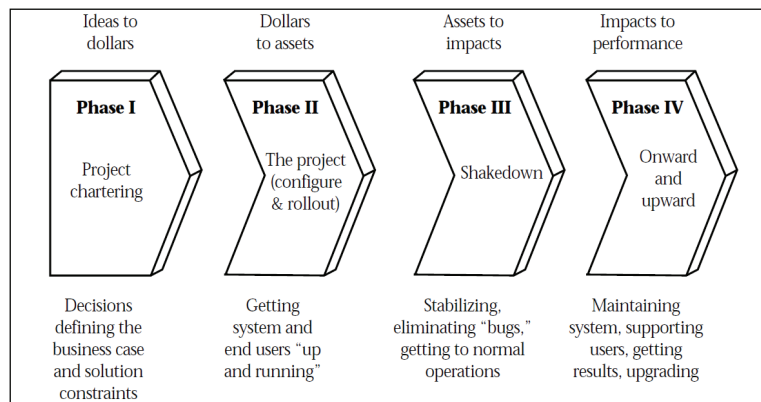 Ideas to
dollars
Dollars
to assets
Assets to
impacts
Impacts to
performance
Phase I
Project
chartering
Phase II
The project
(configure
& rollout)
Phase III
Shakedown
Phase IV
Onward
and
upward
Decisions
defining the
business case
and solution
constraints
Getting
system and
end users “up
and running”
Stabilizing,
eliminating “bugs,”
getting to normal
operations
Maintaining
system, supporting
users, getting
results, upgrading